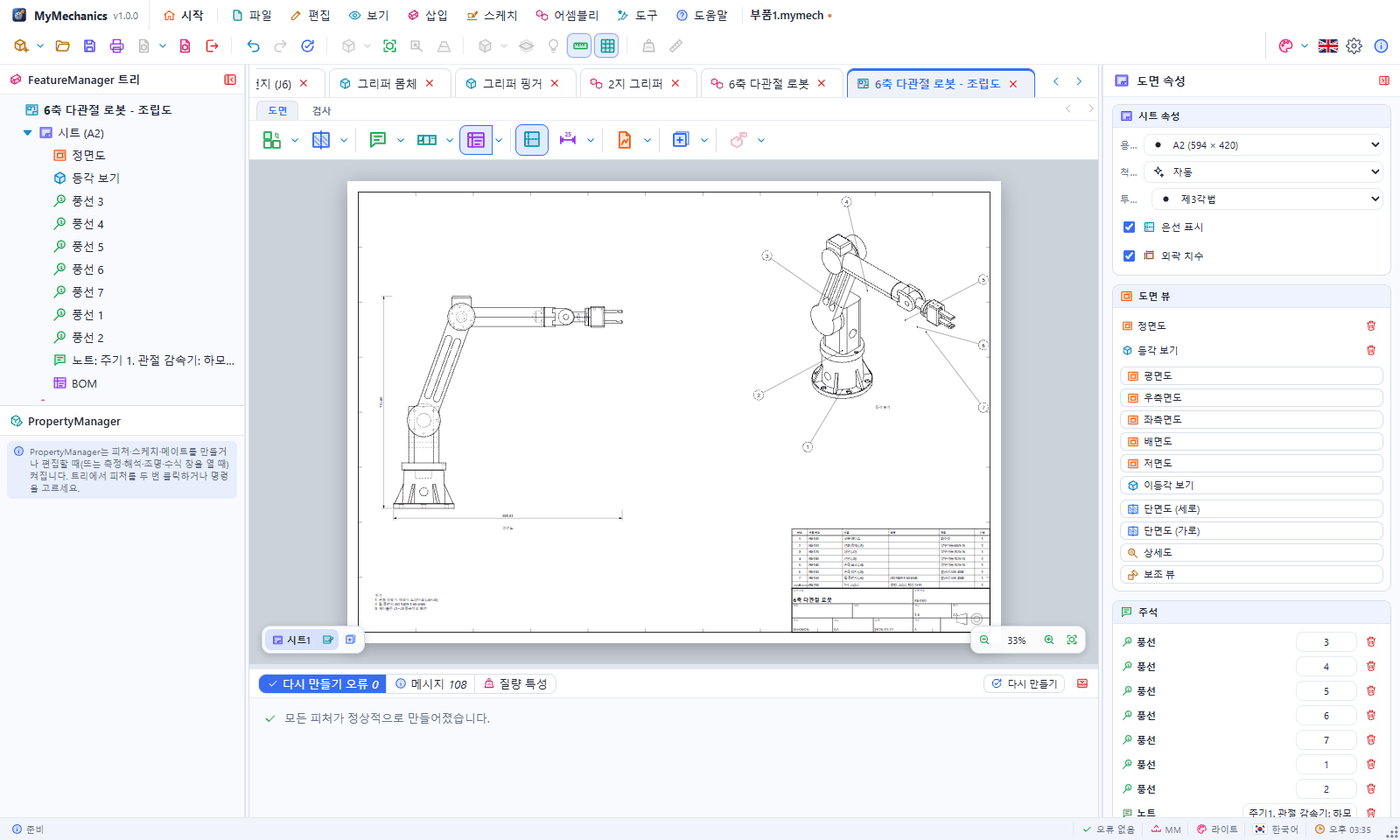 MyMechanics v1.0.0
시작
파일
편집
보기
삽입
스케치
어셈블리
도구
도움말
부품1.mymech
FeatureManager 트리
6축 다관절 로봇 - 조립도
시트 (A2)
정면도
등각 보기
풍선 3
풍선 4
풍선 5
풍선 6
풍선 7
풍선 1
풍선 2
노트: 주기 1. 관절 감속기: 하모...
BOM
PropertyManager
PropertyManager는 피처·스케치·메이트를 만들거
나 편집할 때(또는 측정·해석·조명·수식 창을 열 때)
켜집니다. 트리에서 피처를 두 번 클릭하거나 명령
을 고르세요.
지 (J6)
그리퍼 몸체
그리퍼 핑거
2지 그리퍼
6축 다관절 로봇
6축 다관절 로봇 - 조립도
도면
검사
25
4
3
2
1
6축 다관절 로봇
시트1
33%
다시 만들기 오류 0
메시지 108
질량 특성
다시 만들기
모든 피처가 정상적으로 만들어졌습니다.
도면 속성
시트 속성
용...
A2 (594 × 420)
척...
자동
투...
제3각법
은선 표시
외곽 치수
도면 뷰
정면도
등각 보기
평면도
우측면도
좌측면도
배면도
저면도
이등각 보기
단면도 (세로)
단면도 (가로)
상세도
보조 뷰
주석
풍선 3
풍선 4
풍선 5
풍선 6
풍선 7
풍선 1
풍선 2
노트 주기1. 관절 감속기: 하모
준비
오류 없음
MM
라이트
한국어
오후 03:35